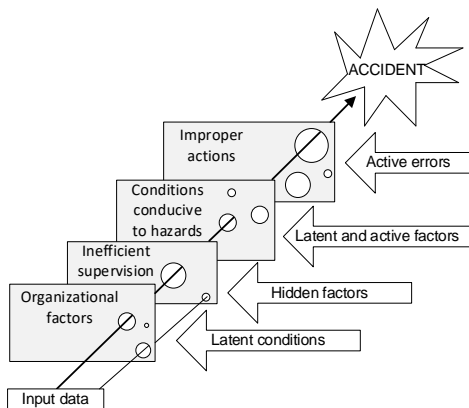 ACCIDENT
Improper
actions
Active errors
Conditions
conducive
to hazards
Latent and active factors
Inefficient
supervision
Hidden factors
Organizational
factors
Latent conditions
Input data